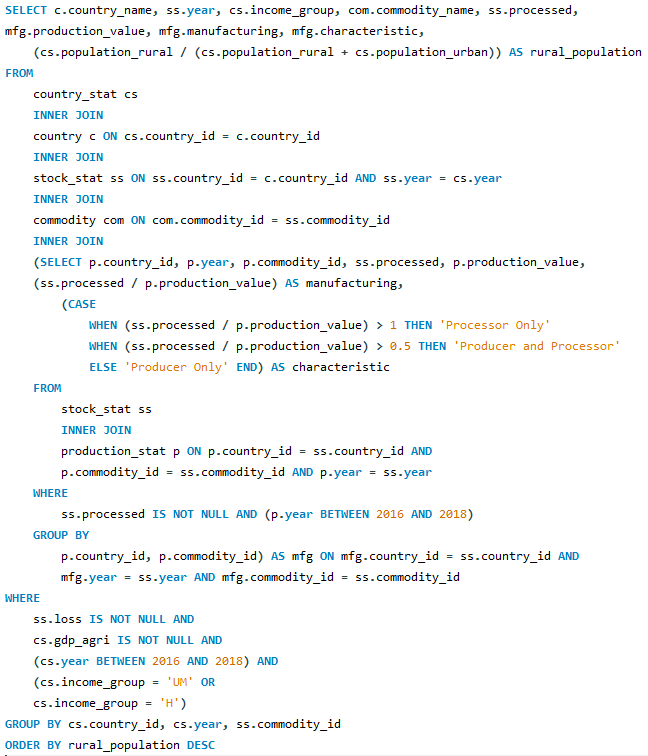 SELECT c.country_name, ss.year, cs.income_group, com.commodity_name, ss.processed,
mfg.production_value, mfg.manufacturing, mfg.characteristic,
(cs.population_rural / (cs.population_rural + cs.population_urban)) AS rural_population
FROM
country_stat cs
INNER JOIN
country c ON cs.country_id = c.country_id
INNER JOIN
stock_stat ss ON ss.country_id = c.country_id AND ss.year = cs.year
INNER JOIN
commodity com ON com.commodity_id = ss.commodity_id
INNER JOIN
(SELECT p.country_id, p.year, p.commodity_id, ss.processed, p.production_value,
(ss.processed / p.production_value) AS manufacturing,
(CASE
WHEN (ss.processed / p.production_value) > 1 THEN 'Processor Only'
WHEN (ss.processed / p.production_value) > 0.5 THEN 'Producer and Processor'
ELSE 'Producer Only' END) AS characteristic
FROM
stock_stat ss
INNER JOIN
production_stat p ON p.country_id = ss.country_id AND
p.commodity_id = ss.commodity_id AND p.year = ss.year
WHERE
ss.processed IS NOT NULL AND (p.year BETWEEN 2016 AND 2018)
GROUP BY
p.country_id, p.commodity_id) AS mfg ON mfg.country_id = ss.country_id AND
mfg.year = ss.year AND mfg.commodity_id = ss.commodity_id
WHERE
ss.loss IS NOT NULL AND
cs.gdp_agri IS NOT NULL AND
(cs.year BETWEEN 2016 AND 2018) AND
(cs.income_group = 'UM' OR
cs.income_group = 'H')
GROUP BY cs.country_id, cs.year, ss.commodity_id
ORDER BY rural_population DESC